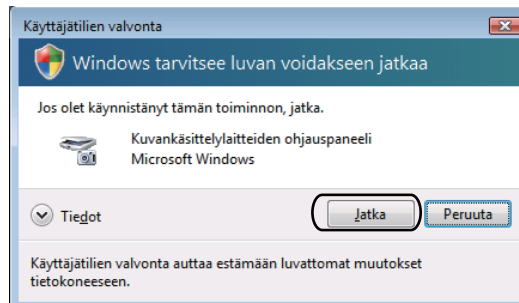 Käyttäjätilien valvonta
Windows tarvitsee luvan voidakseen jatkaa
Jos olet käynnistänyt tämän toiminnon, jatka.
Kuvankäsittelylaitteiden ohjauspaneeli
Microsoft Windows
Tiedot
Jatka
Peruuta
Käyttäjätilien valvonta auttaa estämään luvattomat muutokset
tietokoneeseen.